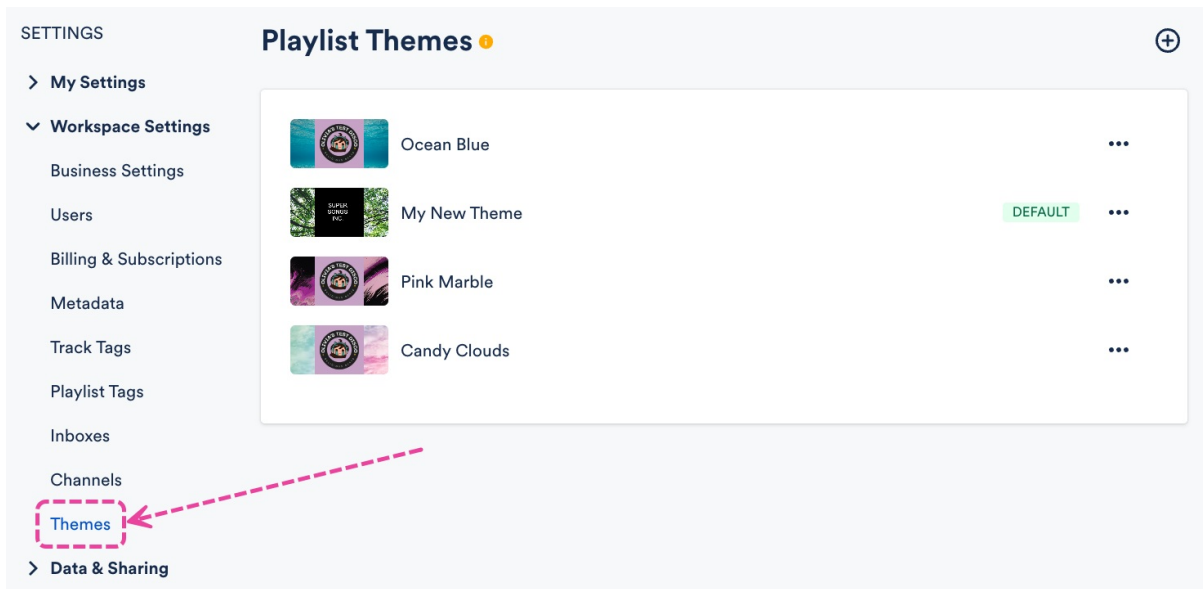 SETTINGS
My Settings
Workspace Settings
Business Settings
Users
Billing & Subscriptions
Metadata
Track Tags
Playlist Tags
Inboxes
Channels
Themes
Data & Sharing
Playlist Themes
Ocean Blue
SUPER
SONGS
INC
My New Theme
DEFAULT
Pink Marble
Candy Clouds